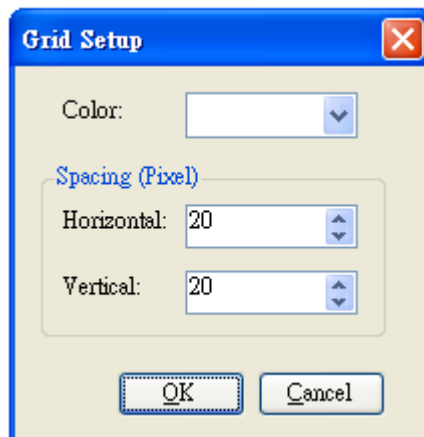 Grid Setup
Color:
Spacing (Pixel)
Horizontal: 20
Vertical: 20
OK Cancel